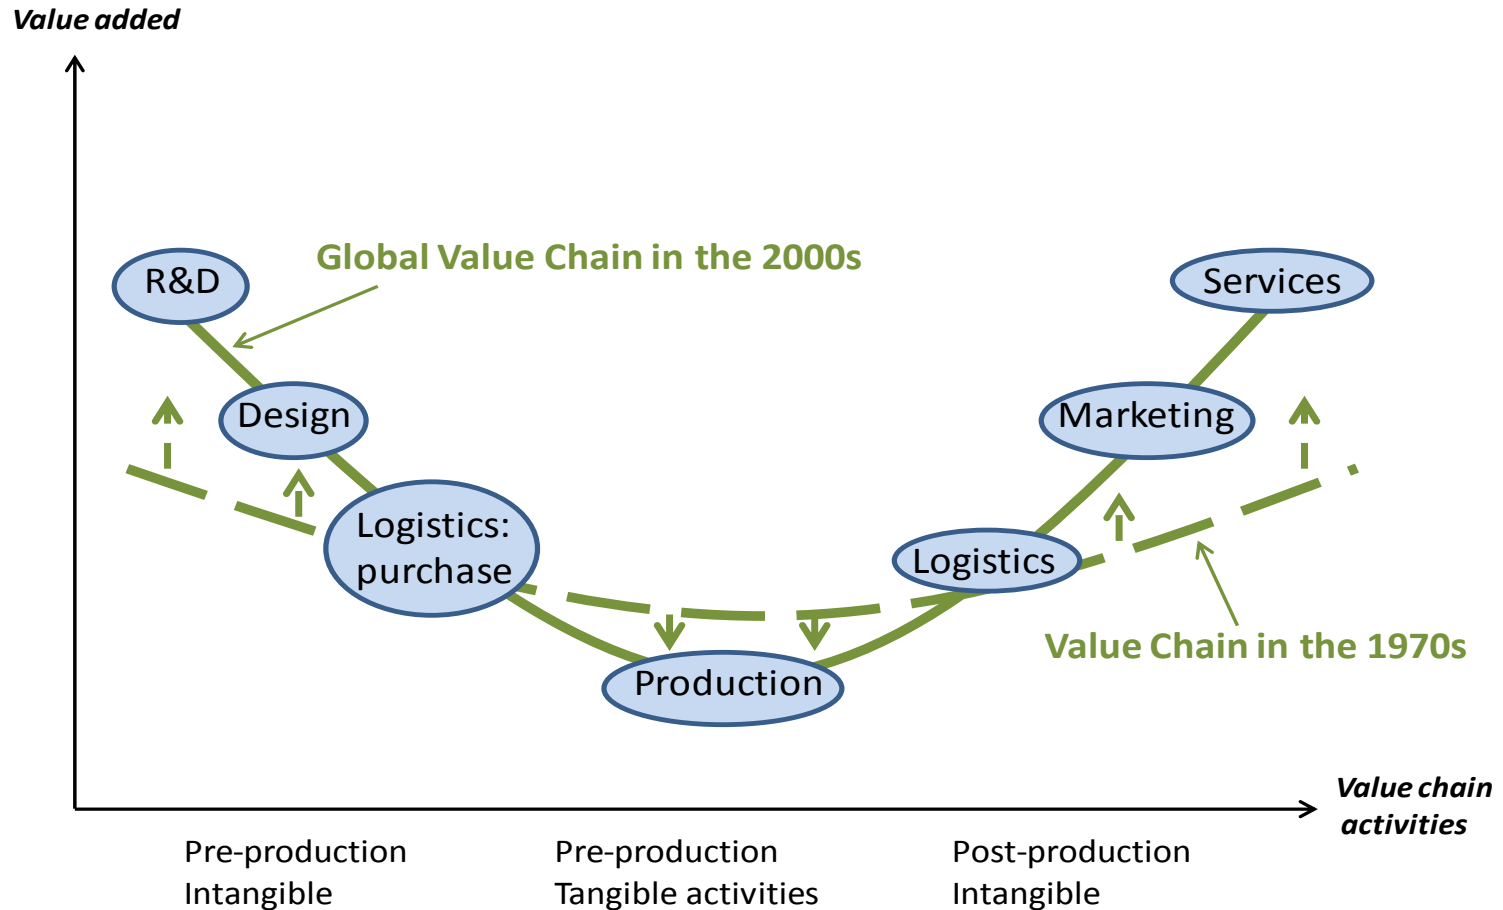 Value added
Global Value Chain in the 2000s
R&D
Services
Design
Marketing
Logistics:
purchase
Logistics
Value Chain in the 1970s
Production
Value chain
activities
Pre-production
Intangible
Pre-production
Tangible activities
Post-production
Intangible